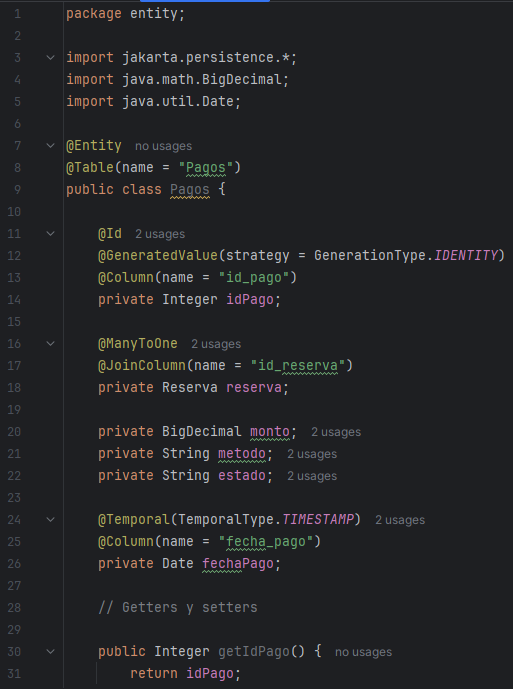 1 package entity;
2
3 import jakarta.persistence.*;
4 import java.math.BigDecimal;
5 import java.util.Date;
6
7 @Entity no usages
8 @Table(name = "Pagos")
9 public class Pagos {
10
11 @Id 2 usages
12 @GeneratedValue(strategy = GenerationType.IDENTITY)
13 @Column(name = "id_pago")
14 private Integer idPago;
15
16 @ManyToOne 2 usages
17 @JoinColumn(name = "id_reserva")
18 private Reserva reserva;
19
20 private BigDecimal monto; 2 usages
21 private String metodo; 2 usages
22 private String estado; 2 usages
23
24 @Temporal(TemporalType.TIMESTAMP) 2 usages
25 @Column(name = "fecha_pago")
26 private Date fechaPago;
27
28 // Getters y setters
29
30 public Integer getIdPago() { no usages
31 return idPago;